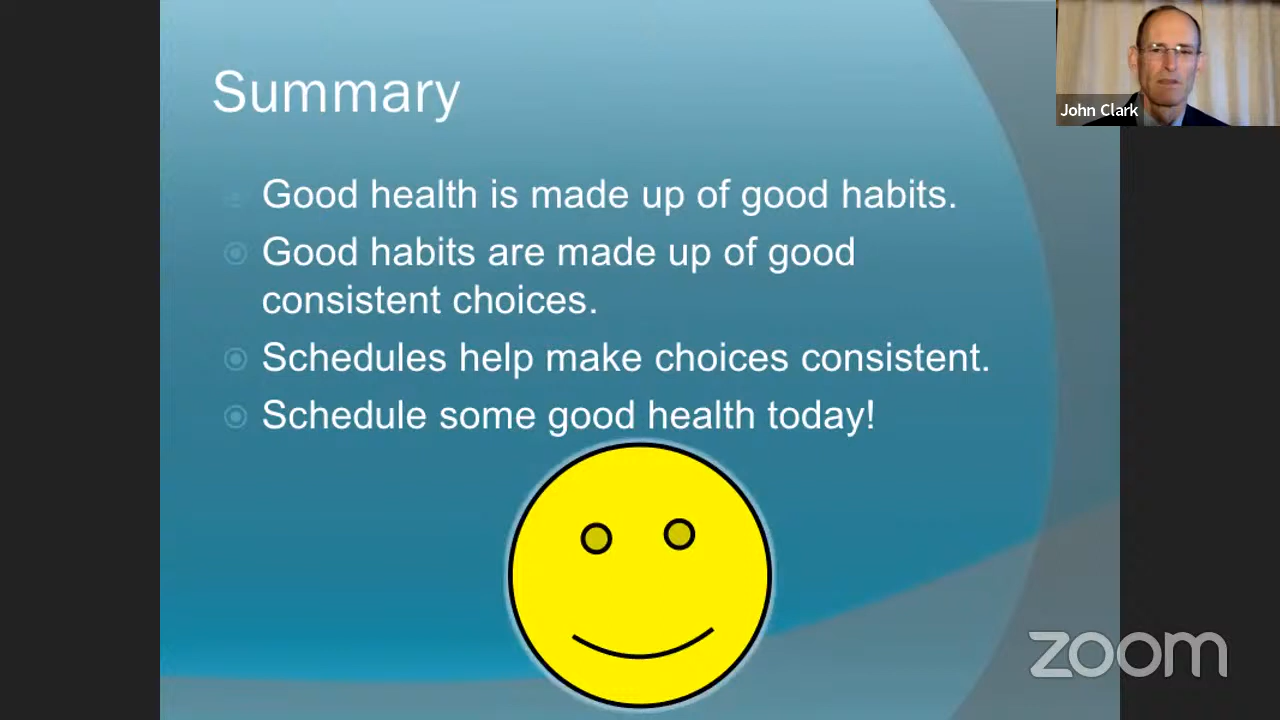 Summary
John Clark
Good health is made up of good habits.
Good habits are made up of good
consistent choices.
Schedules help make choices consistent.
Schedule some good health today!
zoom